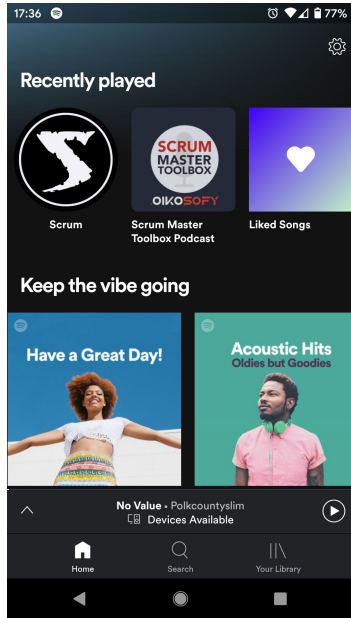 17:36
77%
Recently played
SCRUM
MASTER
TOOLBOX
OIKOSOFY
Scrum
Scrum Master
Toolbox Podcast
Liked Songs
Keep the vibe going
Have a Great Day!
Acoustic Hits
Oldies but Goodies
No Value • Polkcountyslim
Devices Available
Home
Search
Your Library